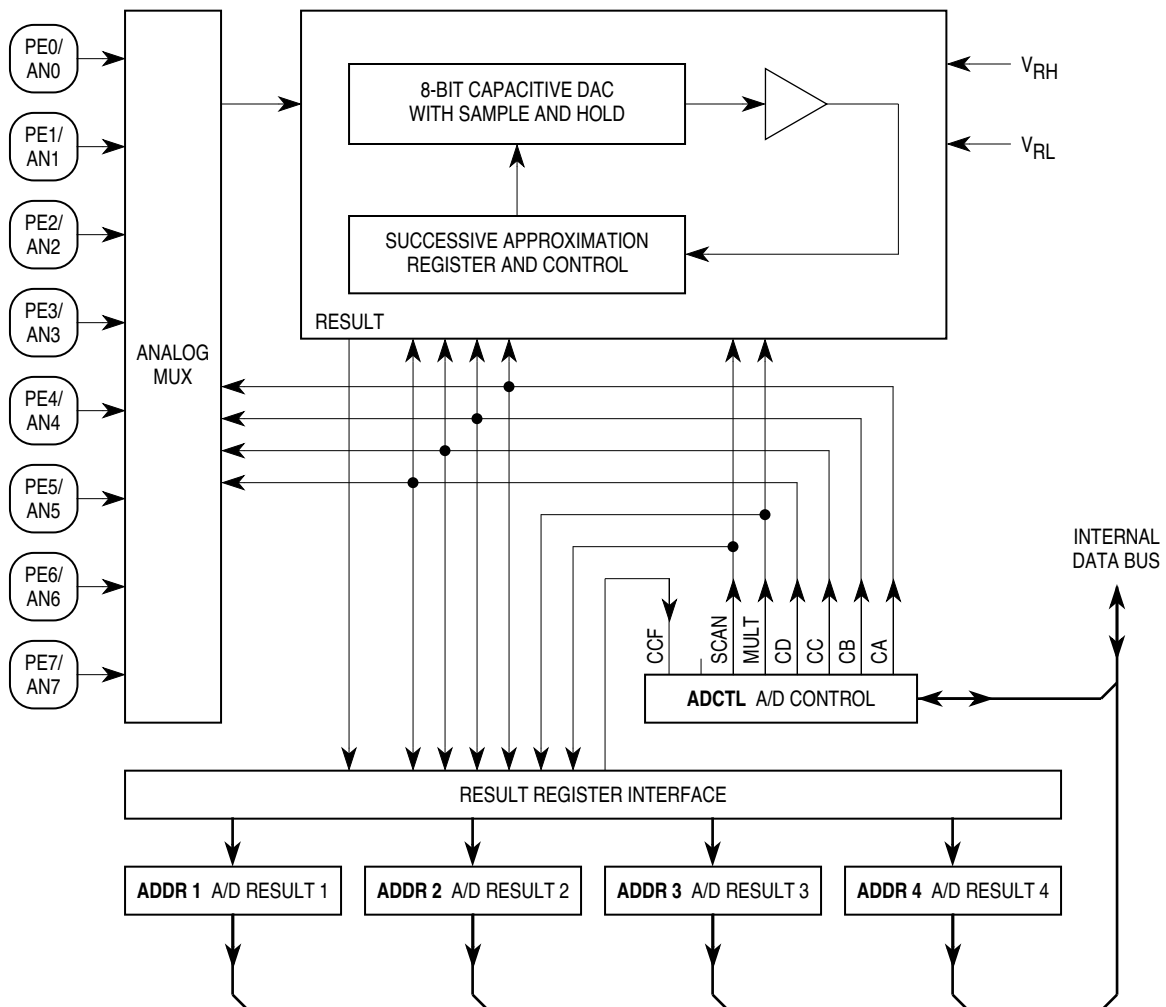 PE0/
AN0
PE1/
AN1
PE2/
AN2
PE3/
AN3
PE4/
AN4
PE5/
AN5
PE6/
AN6
PE7/
AN7
ANALOG
MUX
8-BIT CAPACITIVE DAC
WITH SAMPLE AND HOLD
SUCCESSIVE APPROXIMATION
REGISTER AND CONTROL
RESULT
VRH
VRL
INTERNAL
DATA BUS
CCF
SCAN
MULT
CD
CC
CB
CA
ADCTL A/D CONTROL
RESULT REGISTER INTERFACE
ADDR 1 A/D RESULT 1
ADDR 2 A/D RESULT 2
ADDR 3 A/D RESULT 3
ADDR 4 A/D RESULT 4